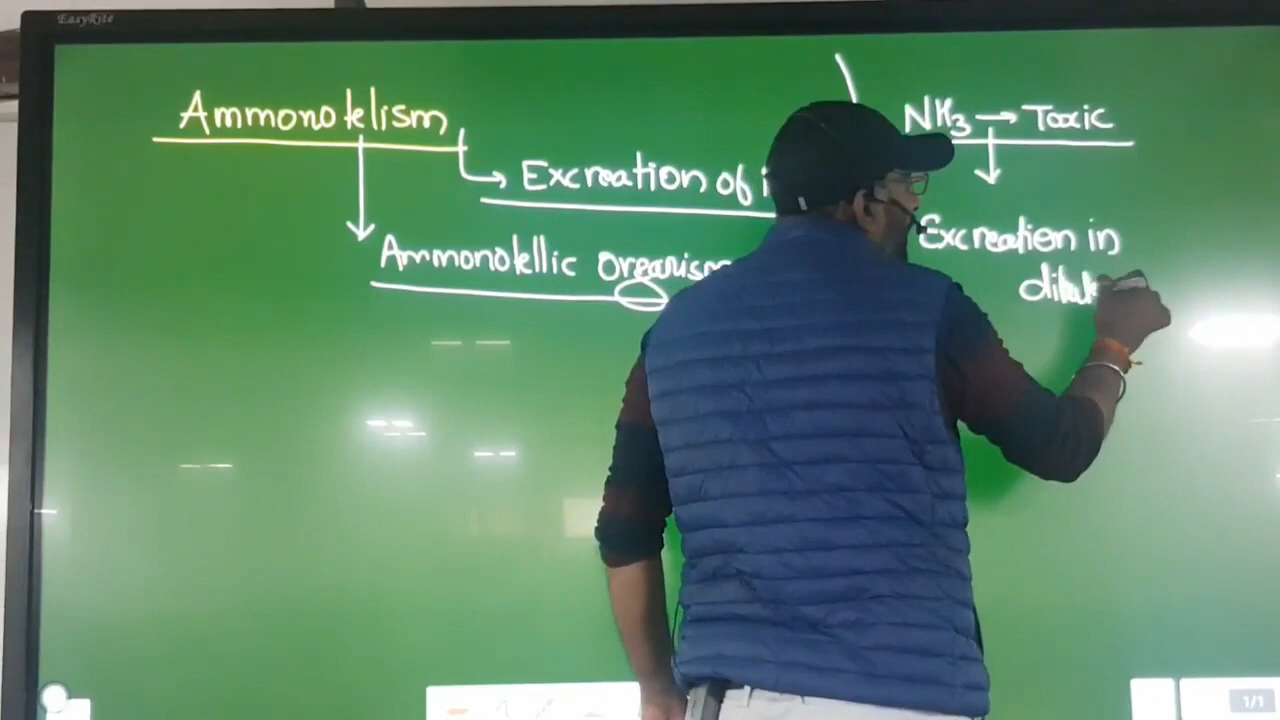 EasyRite
Ammonotelism
NH3 → Toxic
Excreation of
Excreation in
Ammonotellic organism
1/1